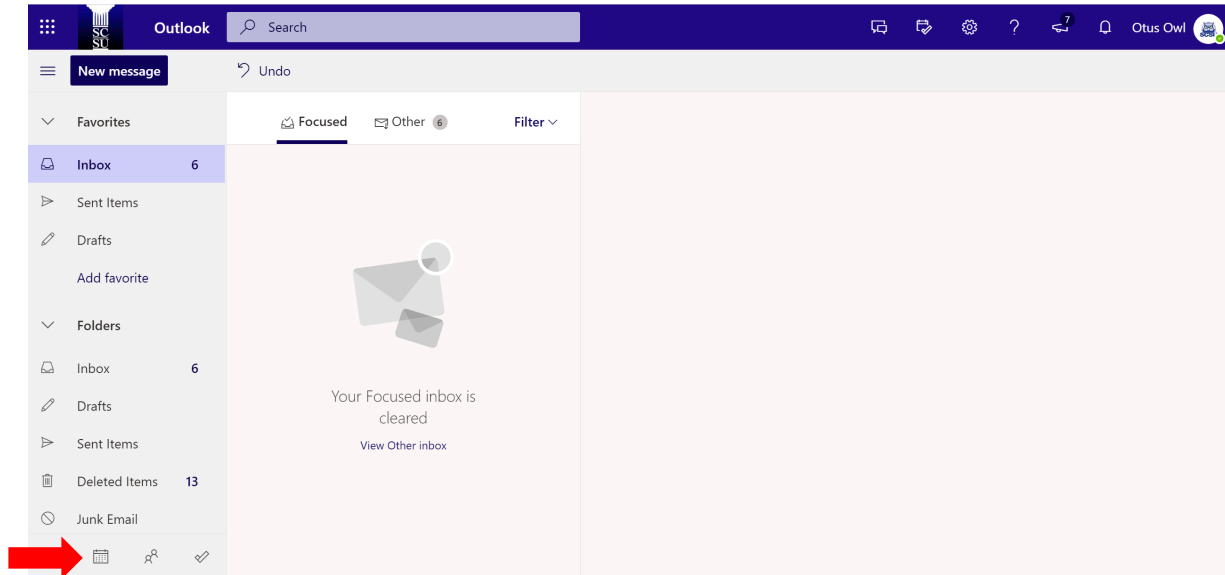 SC
SU
Outlook
Search
?
7
Otus Owl
New message
Undo
Favorites
Focused
Other 6
Filter
Inbox 6
Sent Items
Drafts
Add favorite
Folders
Inbox 6
Drafts
Sent Items
Deleted Items 13
Junk Email
Your Focused inbox is
cleared
View Other inbox